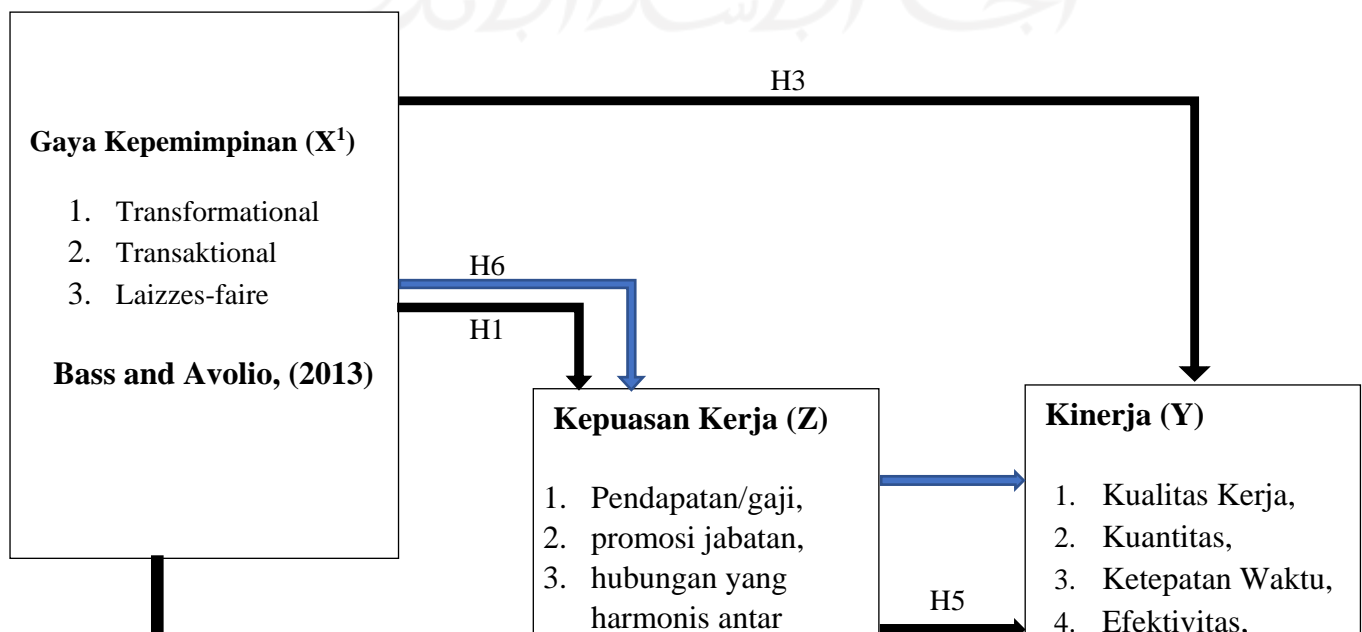 H3
Gaya Kepemimpinan (X¹)
1. Transformational
2. Transaktional
3. Laizzes-faire
Bass and Avolio, (2013)
H6
H1
Kepuasan Kerja (Z)
1. Pendapatan/gaji,
2. promosi jabatan,
3. hubungan yang
harmonis antar
H5
Kinerja (Y)
1. Kualitas Kerja,
2. Kuantitas,
3. Ketepatan Waktu,
4. Efektivitas,